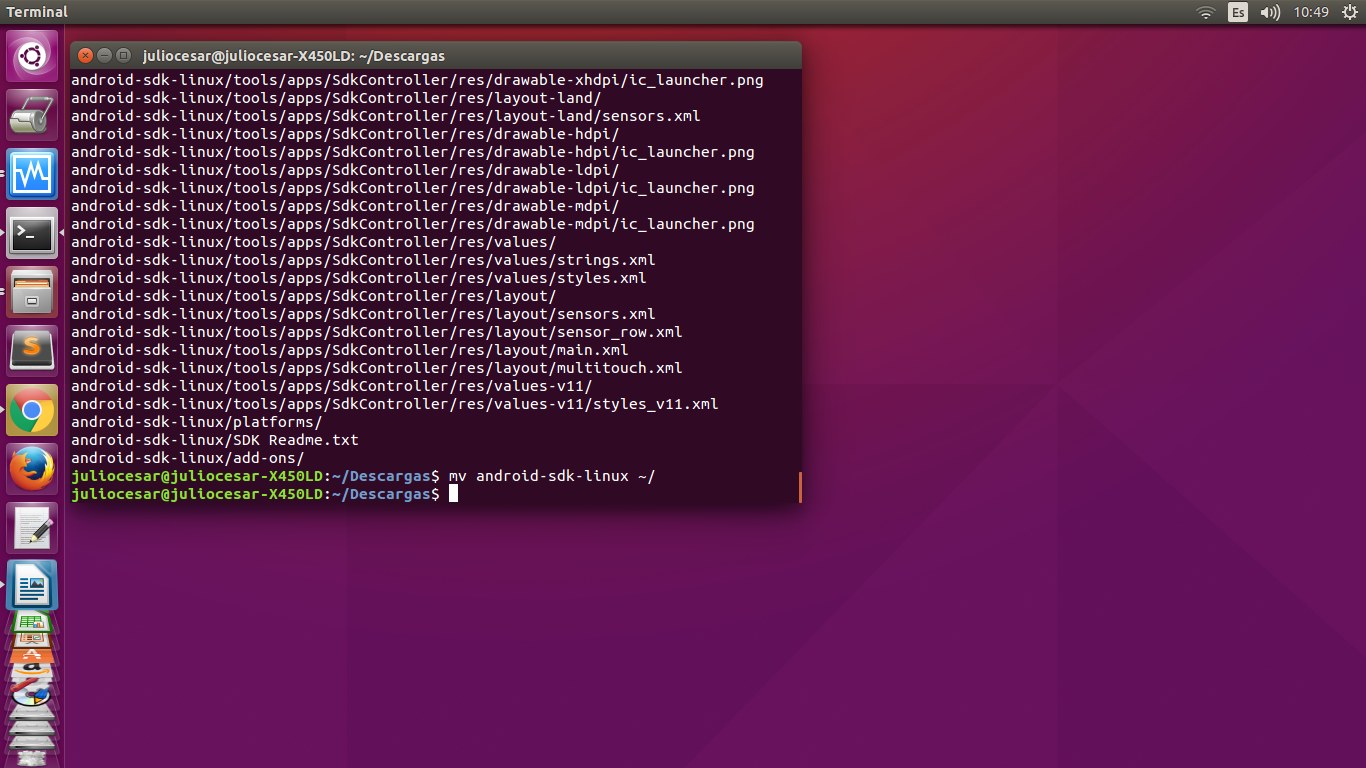 Terminal
Es
10:49
juliocesar@juliocesar-X450LD: ~/Descargas
android-sdk-linux/tools/apps/SdkController/res/drawable-xhdpi/ic_launcher.png
android-sdk-linux/tools/apps/SdkController/res/layout-land/
android-sdk-linux/tools/apps/SdkController/res/layout-land/sensors.xml
android-sdk-linux/tools/apps/SdkController/res/drawable-hdpi/
android-sdk-linux/tools/apps/SdkController/res/drawable-hdpi/ic_launcher.png
android-sdk-linux/tools/apps/SdkController/res/drawable-ldpi/
android-sdk-linux/tools/apps/SdkController/res/drawable-ldpi/ic_launcher.png
android-sdk-linux/tools/apps/SdkController/res/drawable-mdpi/
android-sdk-linux/tools/apps/SdkController/res/drawable-mdpi/ic_launcher.png
android-sdk-linux/tools/apps/SdkController/res/values/
android-sdk-linux/tools/apps/SdkController/res/values/strings.xml
android-sdk-linux/tools/apps/SdkController/res/values/styles.xml
android-sdk-linux/tools/apps/SdkController/res/layout/
android-sdk-linux/tools/apps/SdkController/res/layout/sensors.xml
android-sdk-linux/tools/apps/SdkController/res/layout/sensor_row.xml
android-sdk-linux/tools/apps/SdkController/res/layout/main.xml
android-sdk-linux/tools/apps/SdkController/res/layout/multitouch.xml
android-sdk-linux/tools/apps/SdkController/res/values-v11/
android-sdk-linux/tools/apps/SdkController/res/values-v11/styles_v11.xml
android-sdk-linux/platforms/
android-sdk-linux/SDK Readme.txt
android-sdk-linux/add-ons/
juliocesar@juliocesar-X450LD:~/Descargas$ mv android-sdk-linux ~/
juliocesar@juliocesar-X450LD:~/Descargas$